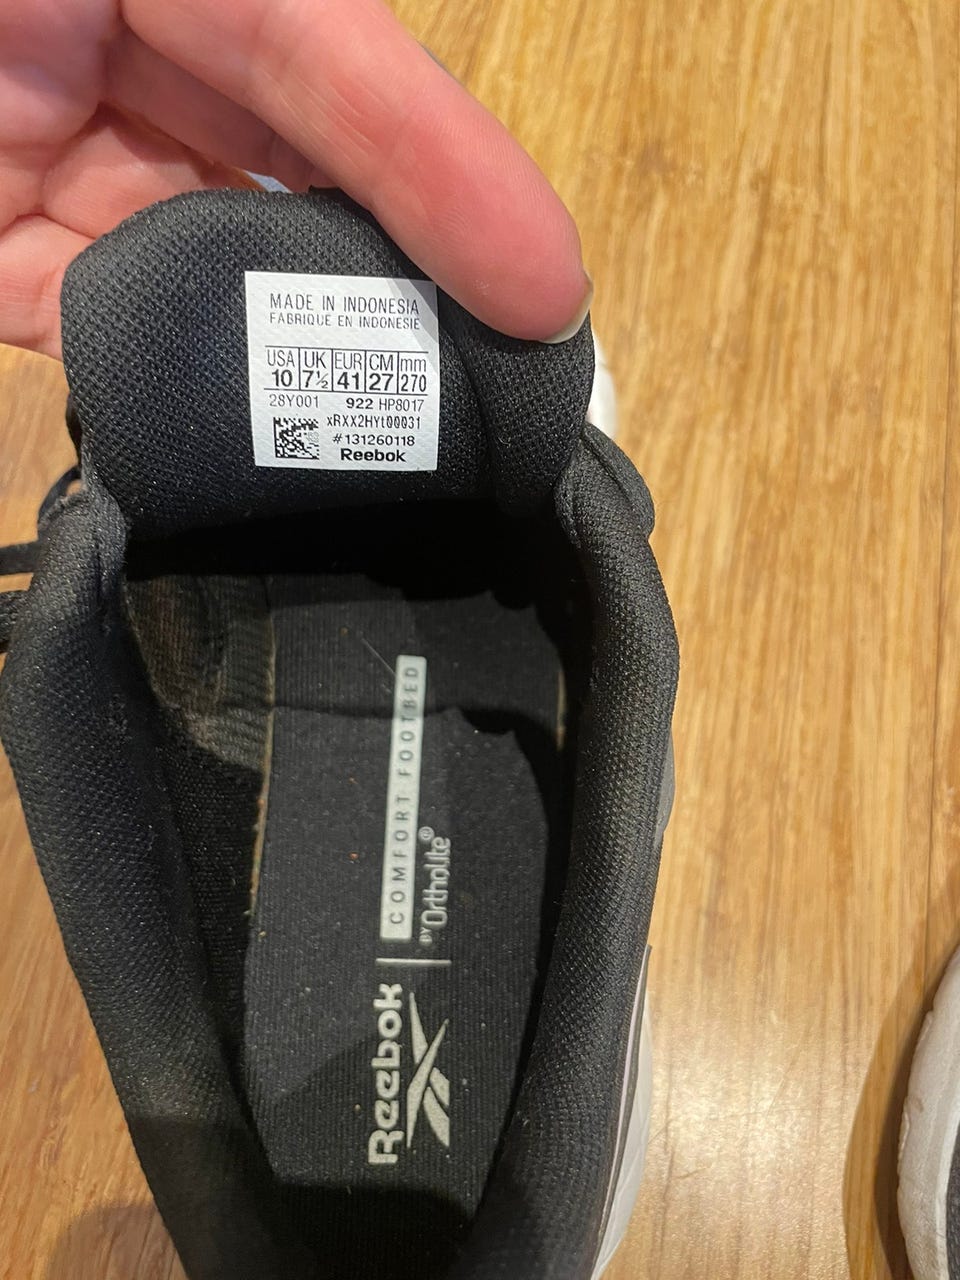 MADE IN INDONESIA
FABRIQUE EN INDONESIE
USA UK EUR CM mm
10 7½ 41 27 270
28Y001 922 HP8017
xRXX2HYt00031
#131260118
Reebok
COMFORT FOOTBED
BY OrthoLite®
Reebok